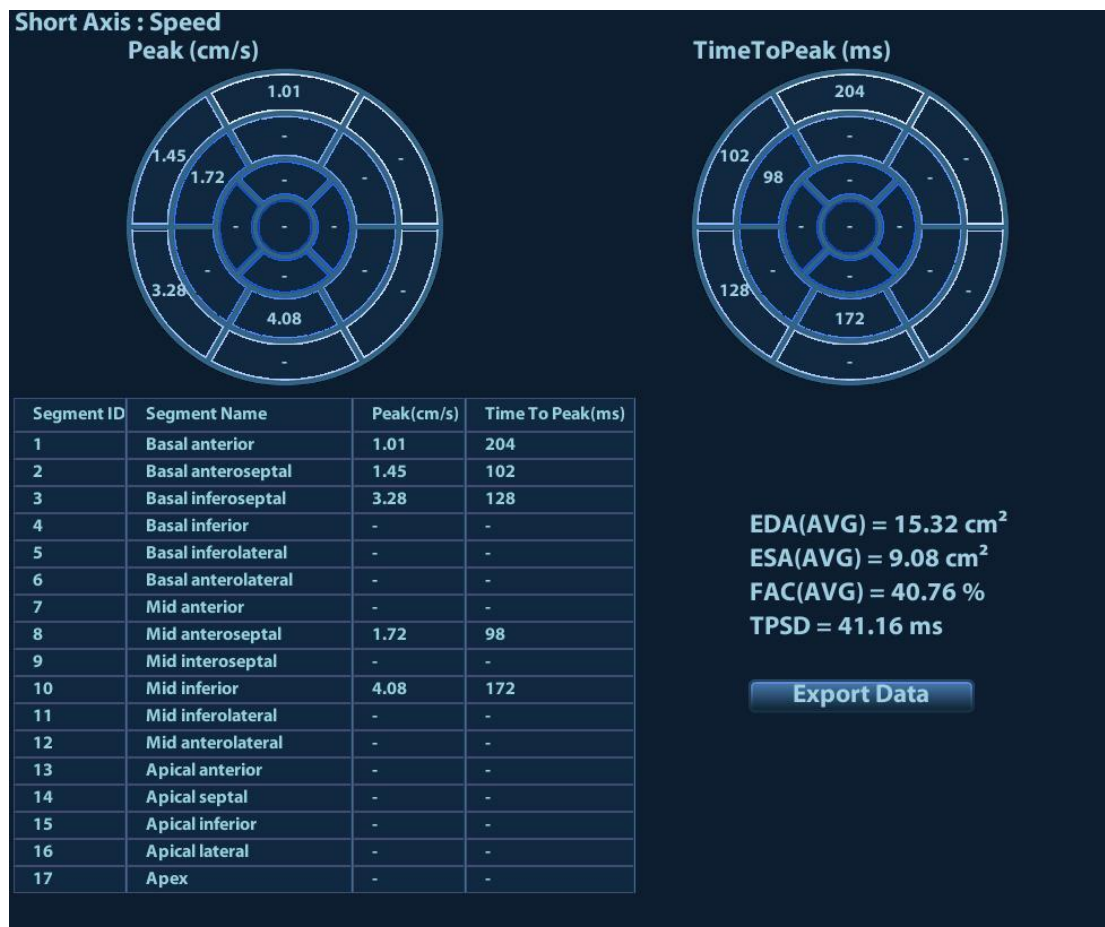 Short Axis : Speed
Peak (cm/s)
TimeToPeak (ms)
1.01
1.45
-
-
1.72
-
-
- - -
-
-
-
3.28
-
4.08
-
204
102
-
-
98
-
-
- - -
-
-
-
128
-
172
-
Segment ID Segment Name Peak(cm/s) Time To Peak(ms)
1 Basal anterior 1.01 204
2 Basal anteroseptal 1.45 102
3 Basal inferoseptal 3.28 128
4 Basal inferior - -
5 Basal inferolateral - -
6 Basal anterolateral - -
7 Mid anterior - -
8 Mid anteroseptal 1.72 98
9 Mid interoseptal - -
10 Mid inferior 4.08 172
11 Mid inferolateral - -
12 Mid anterolateral - -
13 Apical anterior - -
14 Apical septal - -
15 Apical inferior - -
16 Apical lateral - -
17 Apex - -
EDA(AVG) = 15.32 cm²
ESA(AVG) = 9.08 cm²
FAC(AVG) = 40.76 %
TPSD = 41.16 ms
Export Data